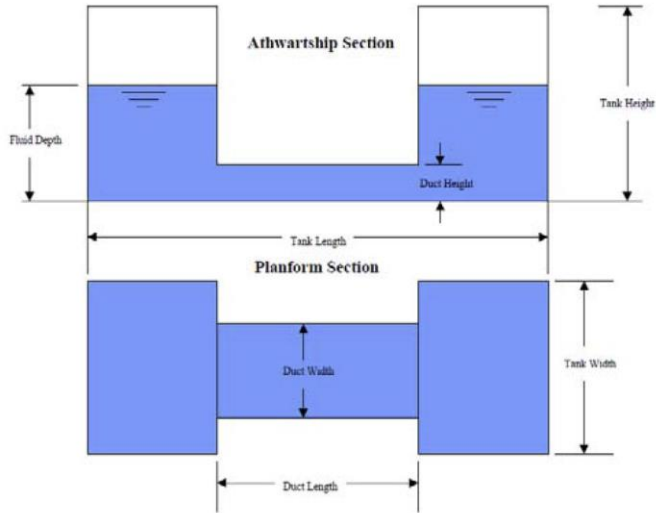 Athwartship Section
Tank Height
Fluid Depth
Duct Height
Tank Length
Planform Section
Duct Width
Tank Width
Duct Length